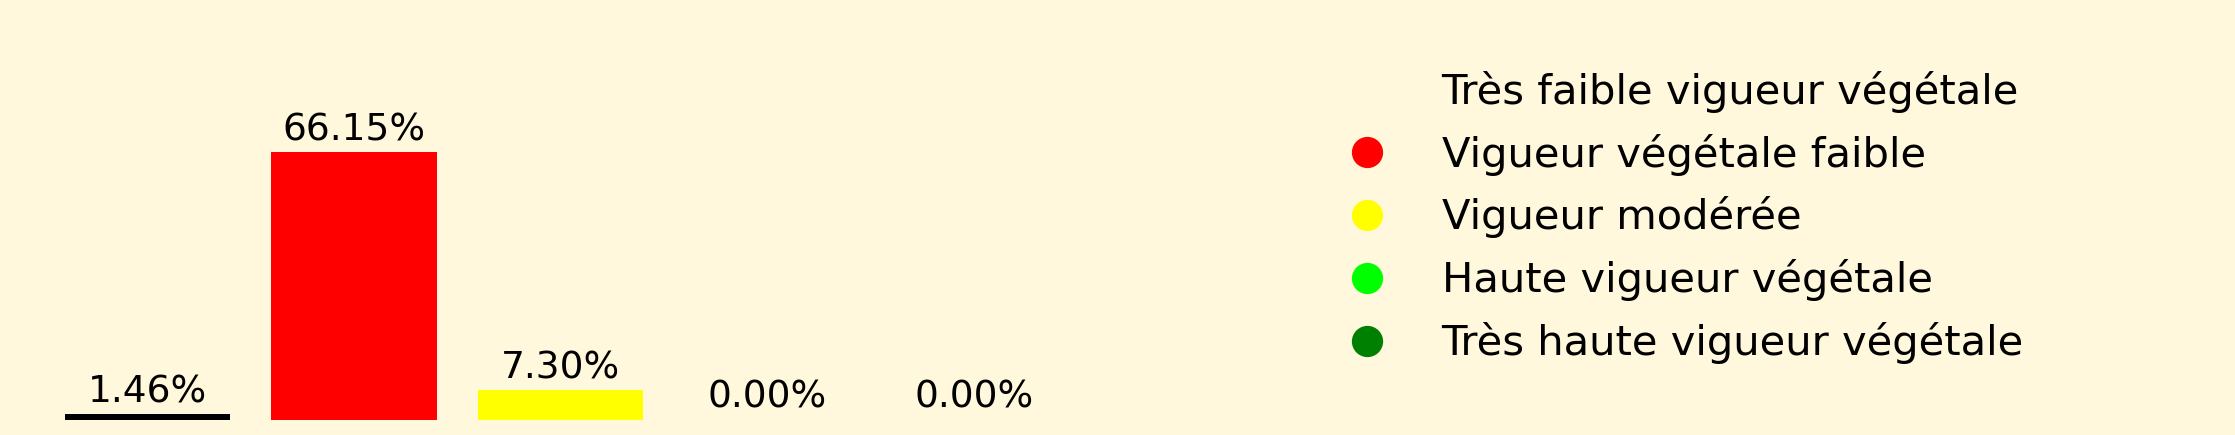 1.46%
66.15%
7.30%
0.00%
0.00%
Très faible vigueur végétale
Vigueur végétale faible
Vigueur modérée
Haute vigueur végétale
Très haute vigueur végétale